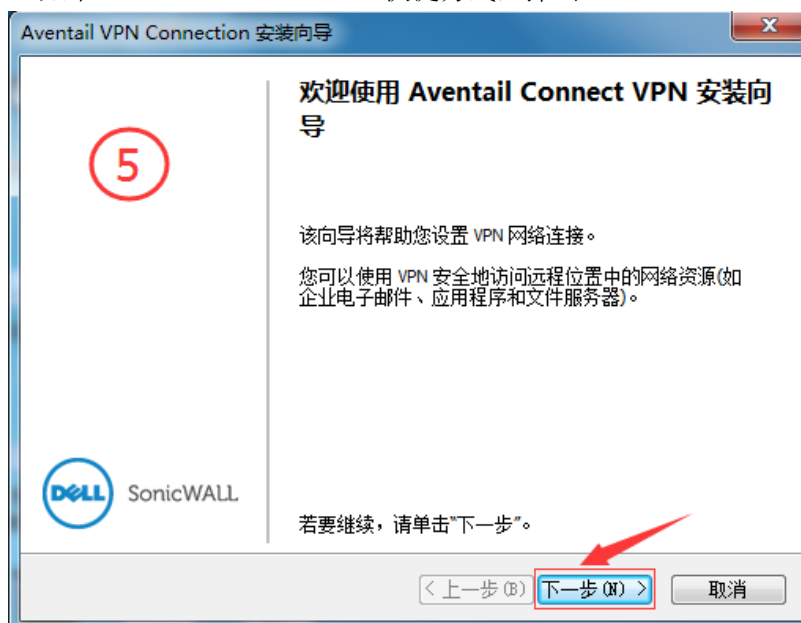 Aventail VPN Connection 安装向导
欢迎使用 Aventail Connect VPN 安装向
导
5
该向导将帮助您设置 VPN 网络连接。
您可以使用 VPN 安全地访问远程位置中的网络资源(如
企业电子邮件、应用程序和文件服务器)。
DELL SonicWALL
若要继续，请单击"下一步"。
< 上一步(B) 下一步(N) > 取消